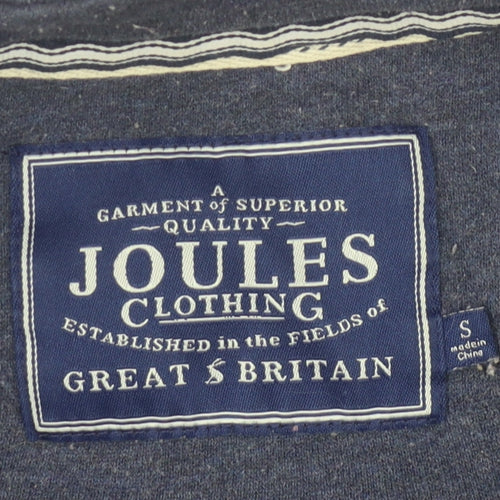 A
GARMENT of SUPERIOR
QUALITY
JOULES
CLOTHING
ESTABLISHED in the FIELDS of
GREAT BRITAIN
S
made in
China